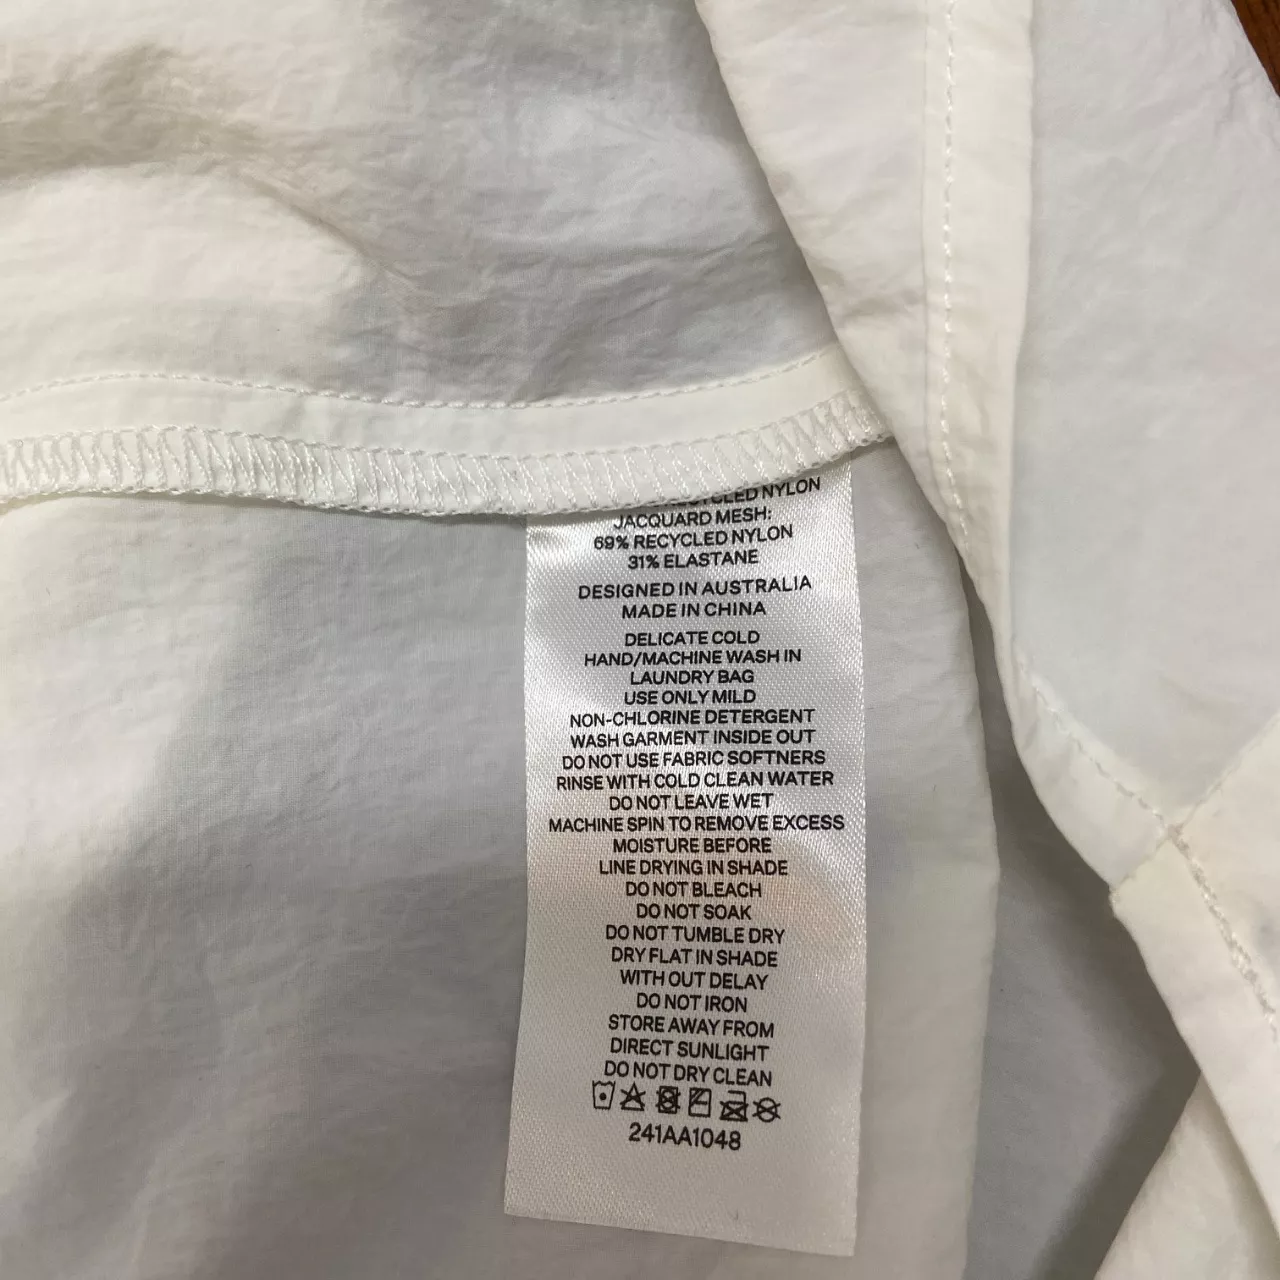 NYLON
JACQUARD MESH:
69% RECYCLED NYLON
31% ELASTANE
DESIGNED IN AUSTRALIA
MADE IN CHINA
DELICATE COLD
HAND/MACHINE WASH IN
LAUNDRY BAG
USE ONLY MILD
NON-CHLORINE DETERGENT
WASH GARMENT INSIDE OUT
DO NOT USE FABRIC SOFTNERS
RINSE WITH COLD CLEAN WATER
DO NOT LEAVE WET
MACHINE SPIN TO REMOVE EXCESS
MOISTURE BEFORE
LINE DRYING IN SHADE
DO NOT BLEACH
DO NOT SOAK
DO NOT TUMBLE DRY
DRY FLAT IN SHADE
WITH OUT DELAY
DO NOT IRON
STORE AWAY FROM
DIRECT SUNLIGHT
DO NOT DRY CLEAN
241AA1048